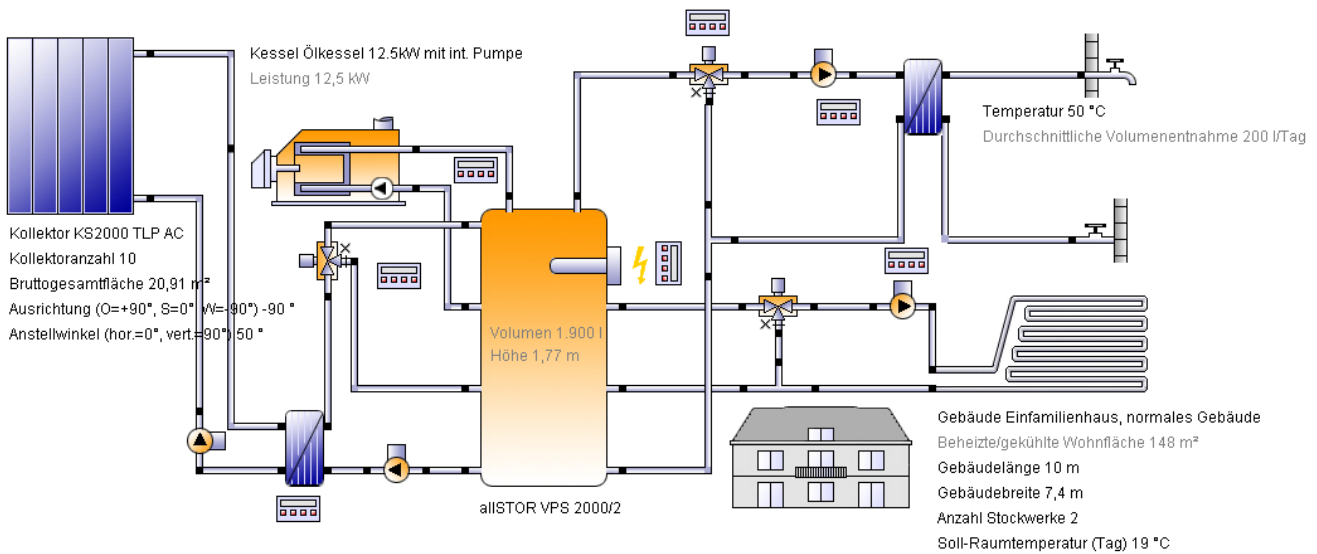 Kessel Ölkessel 12.5kW mit int. Pumpe
Leistung 12,5 kW
Temperatur 50 °C
Durchschnittliche Volumenentnahme 200 l/Tag
Kollektor KS2000 TLP AC
Kollektoranzahl 10
Bruttogesamtfläche 20,91 m²
Ausrichtung (O=+90°, S=0°, W=-90°) -90 °
Anstellwinkel (hor.=0°, vert.=90°) 50 °
Volumen 1.900 l
Höhe 1,77 m
allSTOR VPS 2000/2
Gebäude Einfamilienhaus, normales Gebäude
Beheizte/gekühlte Wohnfläche 148 m²
Gebäudelänge 10 m
Gebäudebreite 7,4 m
Anzahl Stockwerke 2
Soll-Raumtemperatur (Tag) 19 °C